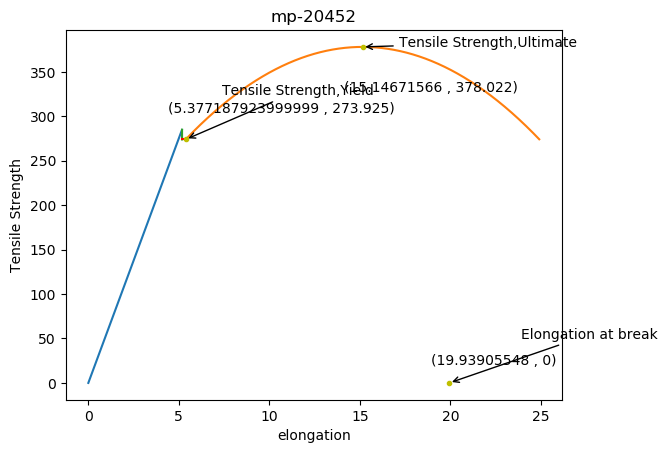 mp-20452
Tensile Strength,Ultimate
(15.14671566 , 378.022)
Tensile Strength,Yield
(5.377187923999999 , 273.925)
Elongation at break
(19.93905548 , 0)
Tensile Strength
350
300
250
200
150
100
50
0
0 5 10 15 20 25
elongation